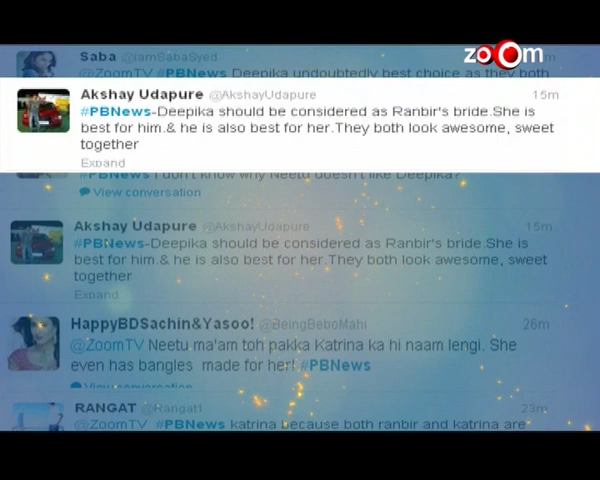 zoom
Saba @IamSabaSyed
@ZoomTV #PBNews Deepika undoubtedly best choice as they both
Akshay Udapure @AkshayUdapure 15m
#PBNews-Deepika should be considered as Ranbir's bride.She is
best for him.& he is also best for her.They both look awesome, sweet
together
Expand
#PBNews I don't know why Neetu doesn't like Deepika?
View conversation
Akshay Udapure @AkshayUdapure 15m
#PBNews-Deepika should be considered as Ranbir's bride.She is
best for him.& he is also best for her.They both look awesome, sweet
together
Expand
HappyBDSachin&Yasoo! @BeingBeboMahi 26m
@ZoomTV Neetu ma'am toh pakka Katrina ka hi naam lengi. She
even has bangles made for her! #PBNews
View conversation
RANGAT @Rangat1 23m
@ZoomTV #PBNews katrina because both ranbir and katrina are